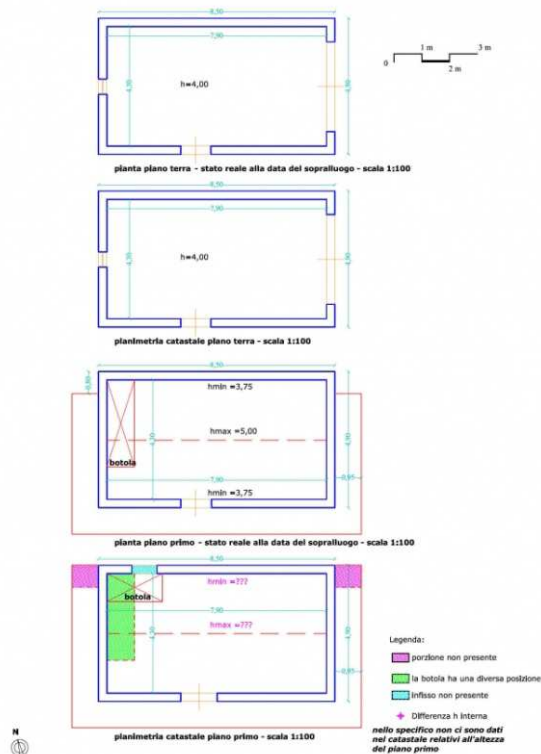 8,50
7,90
4,30
h=4,00
4,90
0
1 m
2 m
3 m
pianta piano terra - stato reale alla data del sopralluogo - scala 1:100
8,50
7,90
4,30
h=4,00
4,90
planimetria catastale piano terra - scala 1:100
8,50
0,80
hmin =3,75
hmax =5,00
4,30
4,90
botola
7,90
0,95
hmin =3,75
pianta piano primo - stato reale alla data del sopralluogo - scala 1:100
8,50
hmin =???
botola
7,90
hmax =???
4,30
4,90
0,95
planimetria catastale piano primo - scala 1:100
Legenda:
porzione non presente
la botola ha una diversa posizione
infisso non presente
Differenza h interna
nello specifico non ci sono dati
nel catastale relativi all'altezza
del piano primo
N